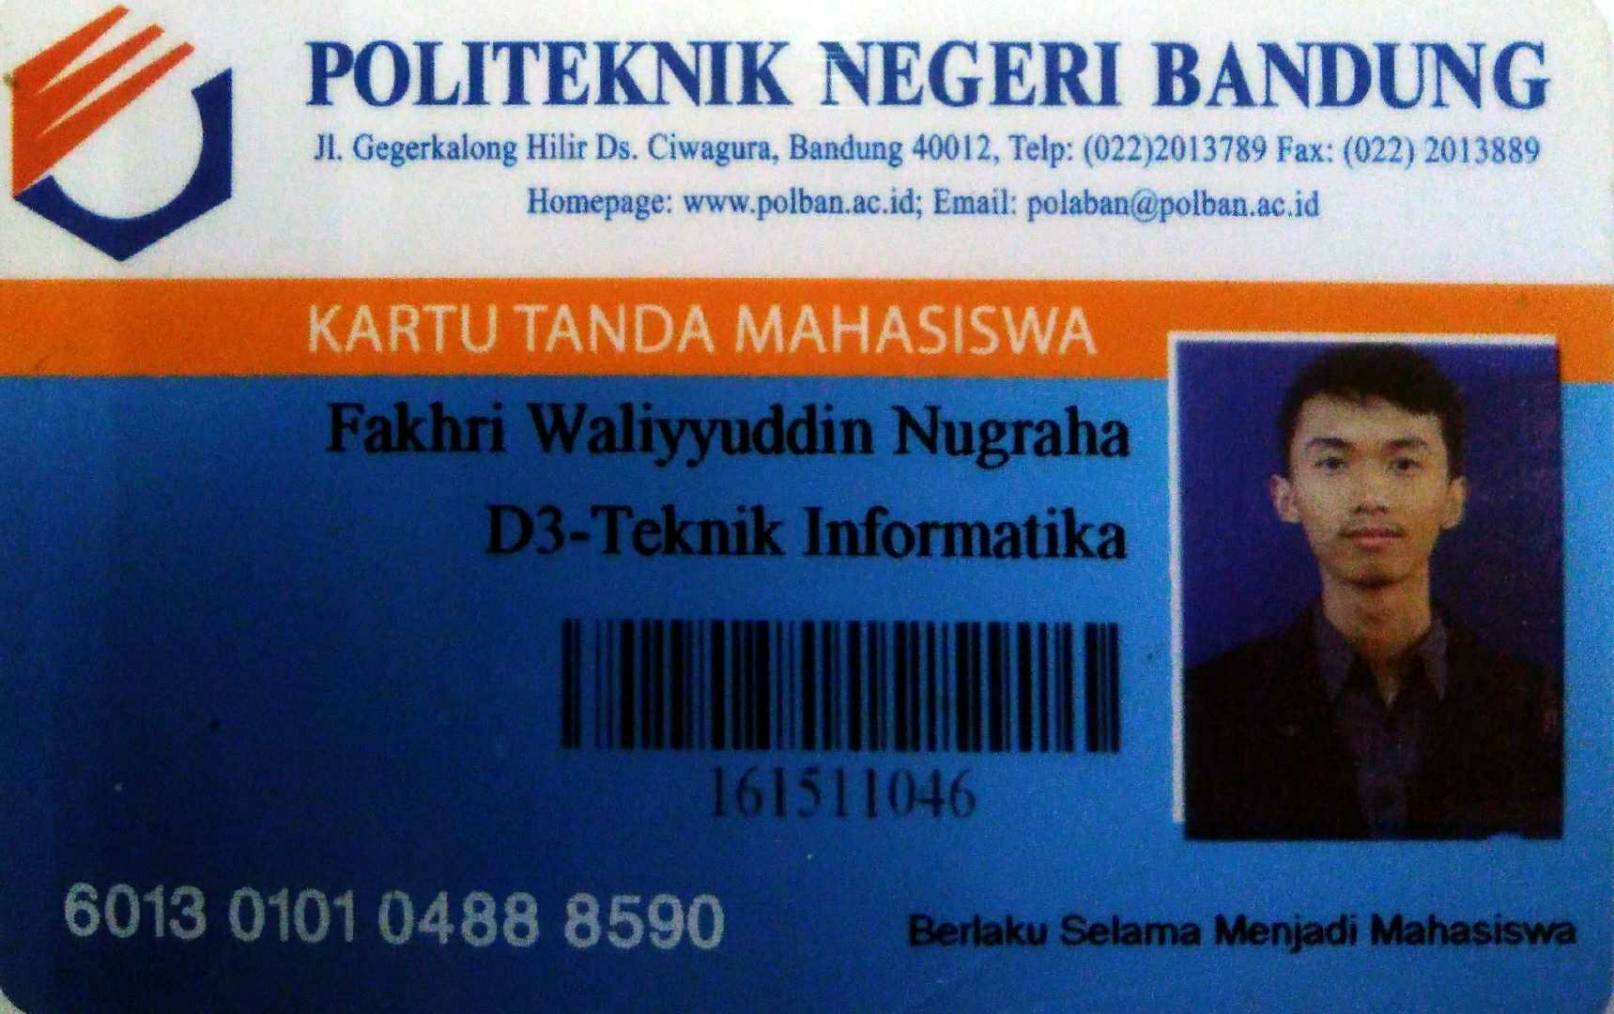 POLITEKNIK NEGERI BANDUNG
Jl. Gegerkalong Hilir Ds. Ciwagura, Bandung 40012, Telp: (022)2013789 Fax: (022) 2013889
Homepage: www.polban.ac.id; Email: polaban@polban.ac.id
KARTU TANDA MAHASISWA
Fakhri Waliyyuddin Nugraha
D3-Teknik Informatika
161511046
6013 0101 0488 8590
Berlaku Selama Menjadi Mahasiswa